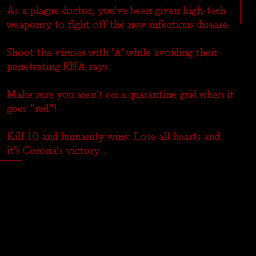 As a plague doctor, you've been given high-tech
weaponry to fight off the new infectious disease.
Shoot the viruses with 'A' while avoiding their
penetrating RNA rays.
Make sure you aren't on a quarantine grid when it
goes "red"!
Kill 10 and humanity wins. Lose all hearts and
it's Corona's victory...